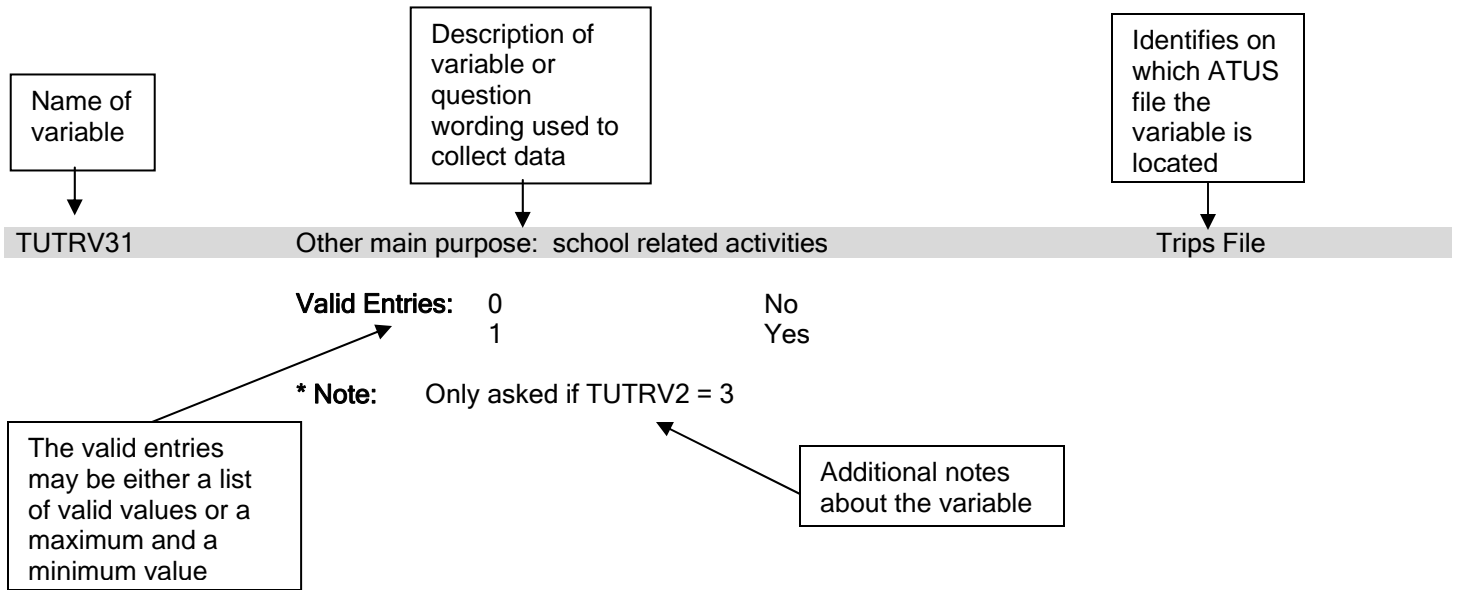 Name of
variable
Description of
variable or
question
wording used to
collect data
Identifies on
which ATUS
file the
variable is
located
TUTRV31 Other main purpose: school related activities Trips File
Valid Entries: 0 No
1 Yes
* Note: Only asked if TUTRV2 = 3
The valid entries
may be either a list
of valid values or a
maximum and a
minimum value
Additional notes
about the variable